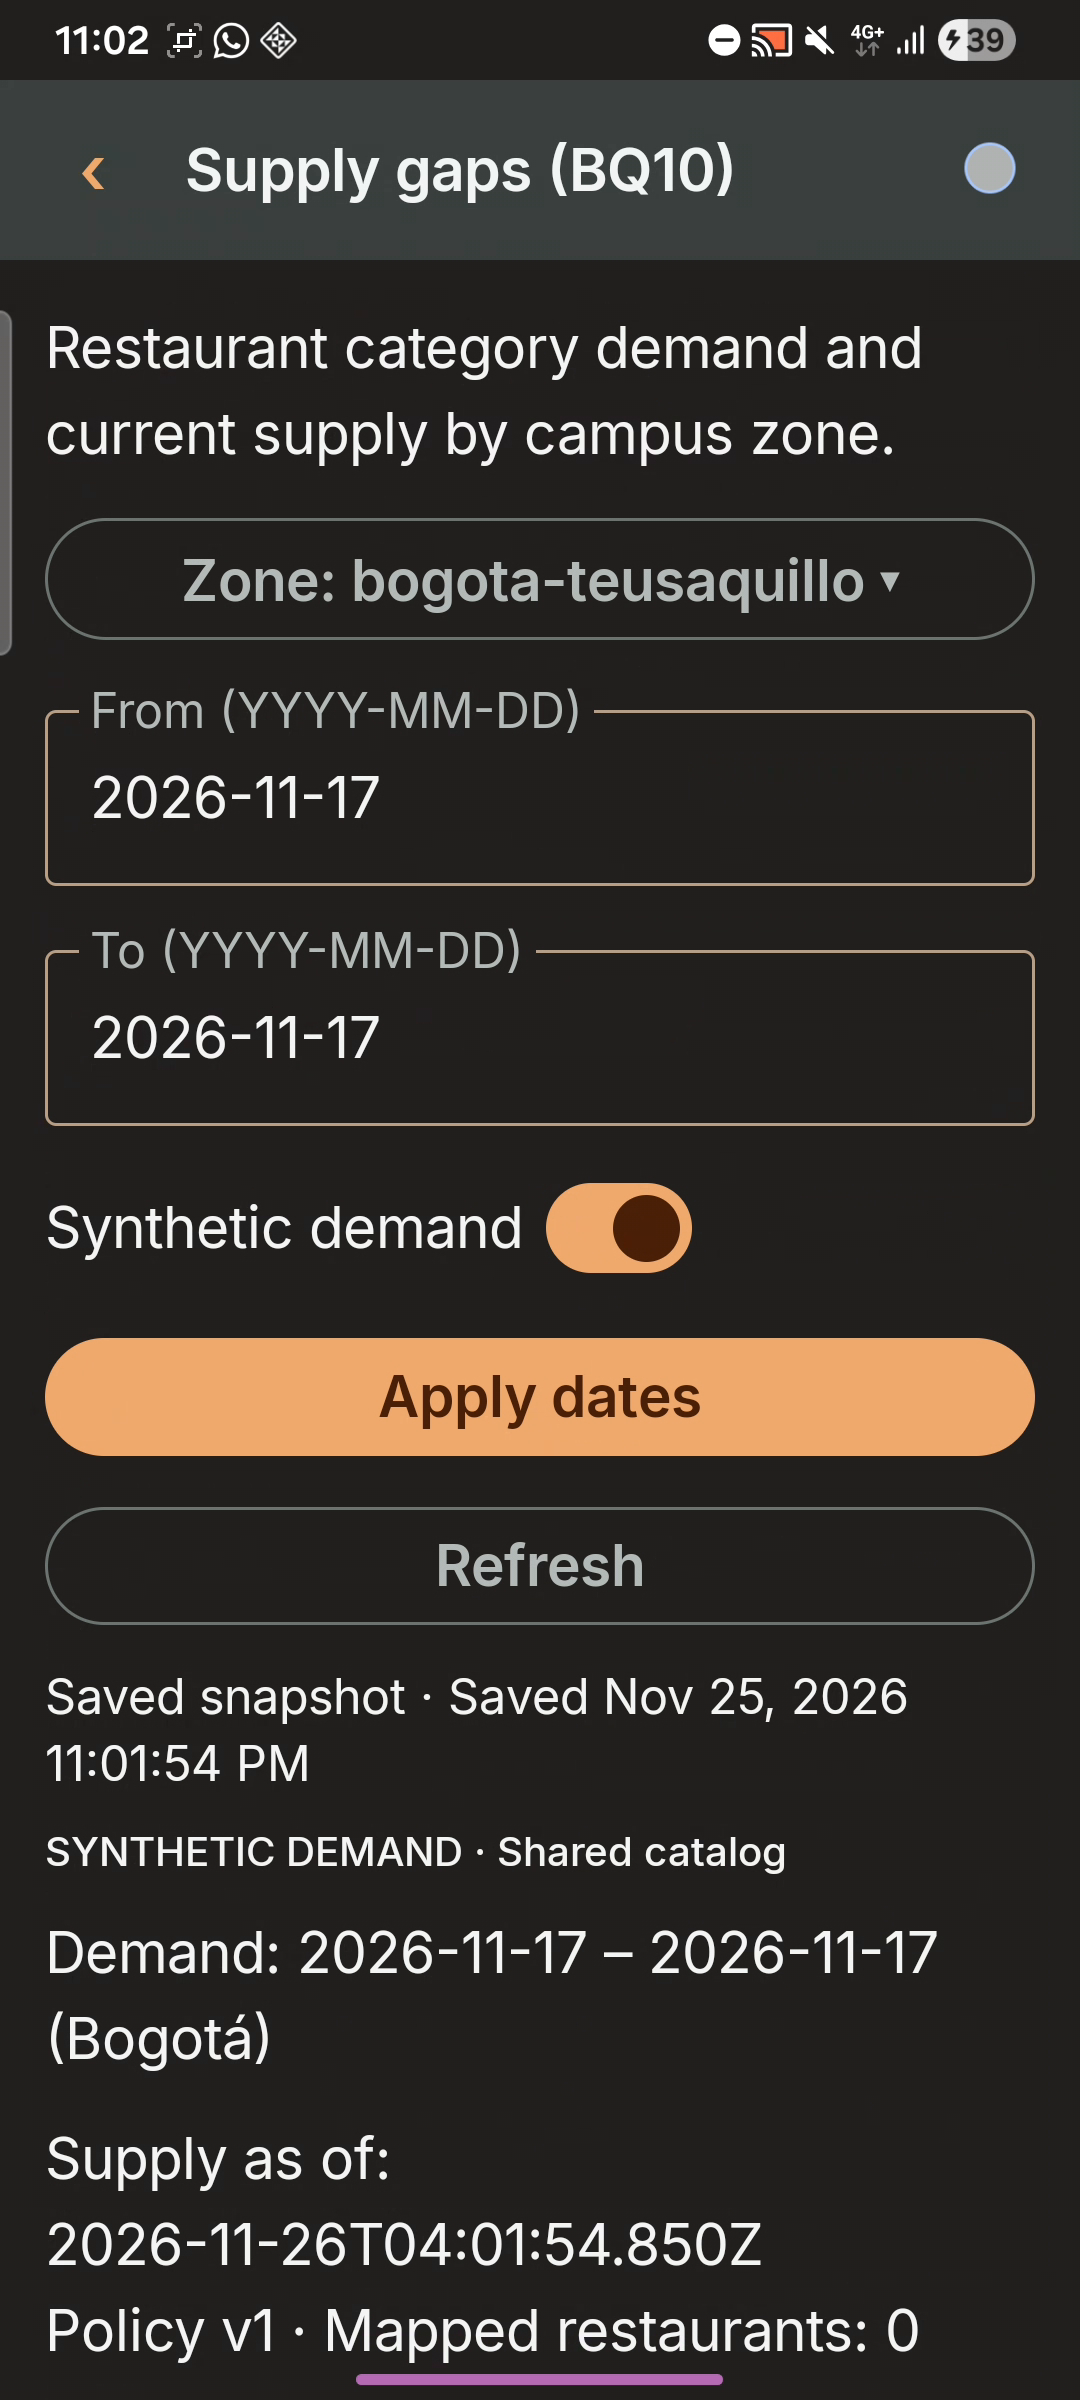 11:02
4G+
39
‹ Supply gaps (BQ10)
Restaurant category demand and
current supply by campus zone.
Zone: bogota-teusaquillo ▾
From (YYYY-MM-DD)
2026-11-17
To (YYYY-MM-DD)
2026-11-17
Synthetic demand
Apply dates
Refresh
Saved snapshot · Saved Nov 25, 2026
11:01:54 PM
SYNTHETIC DEMAND · Shared catalog
Demand: 2026-11-17 – 2026-11-17
(Bogotá)
Supply as of:
2026-11-26T04:01:54.850Z
Policy v1 · Mapped restaurants: 0